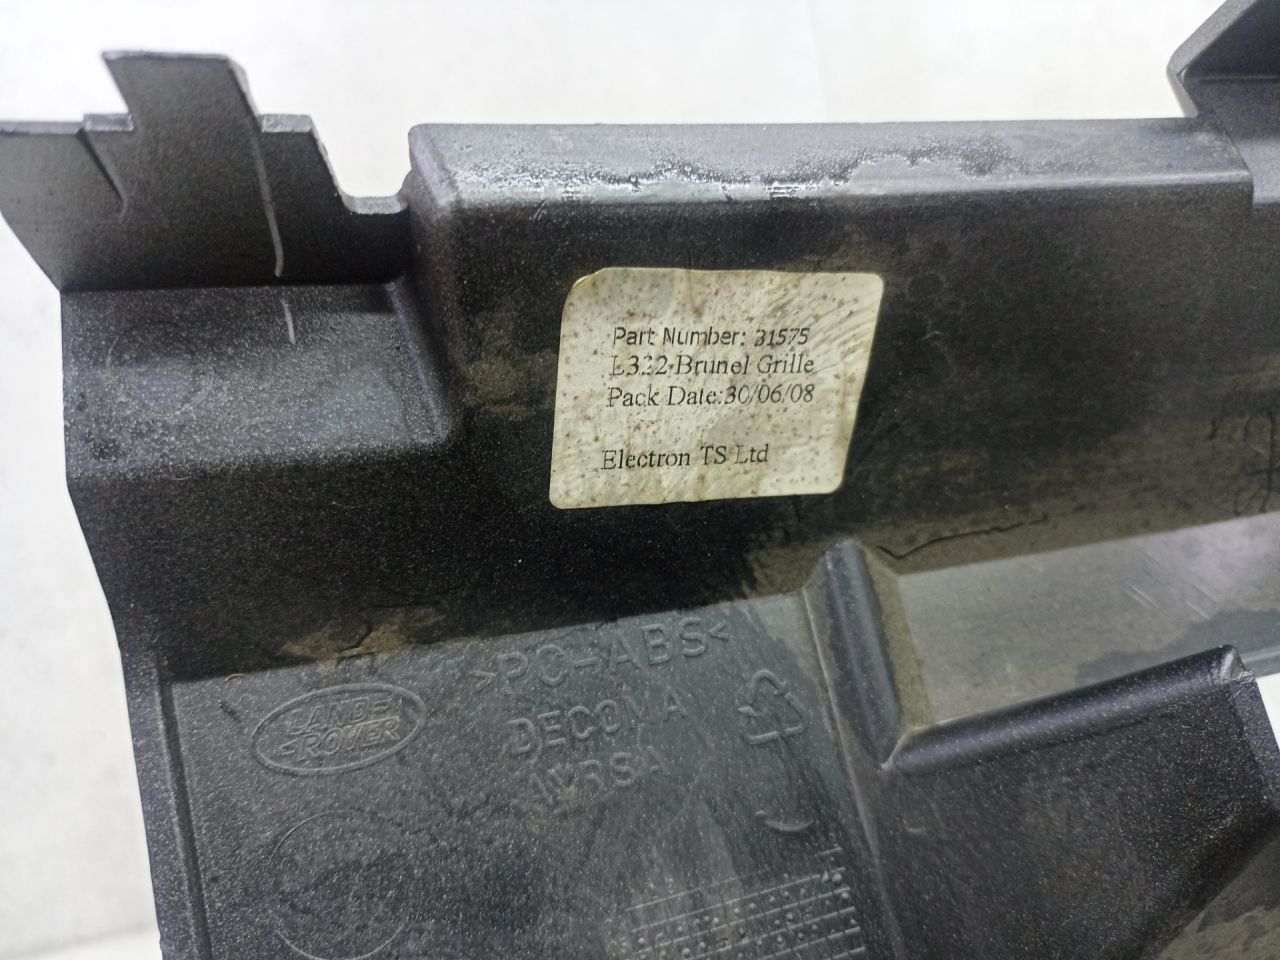 Part Number: 31575
L322 Brunel Grille
Pack Date:30/06/08
Electron TS Ltd
>PC-ABS<
LAND-
ROVER
DECOMA